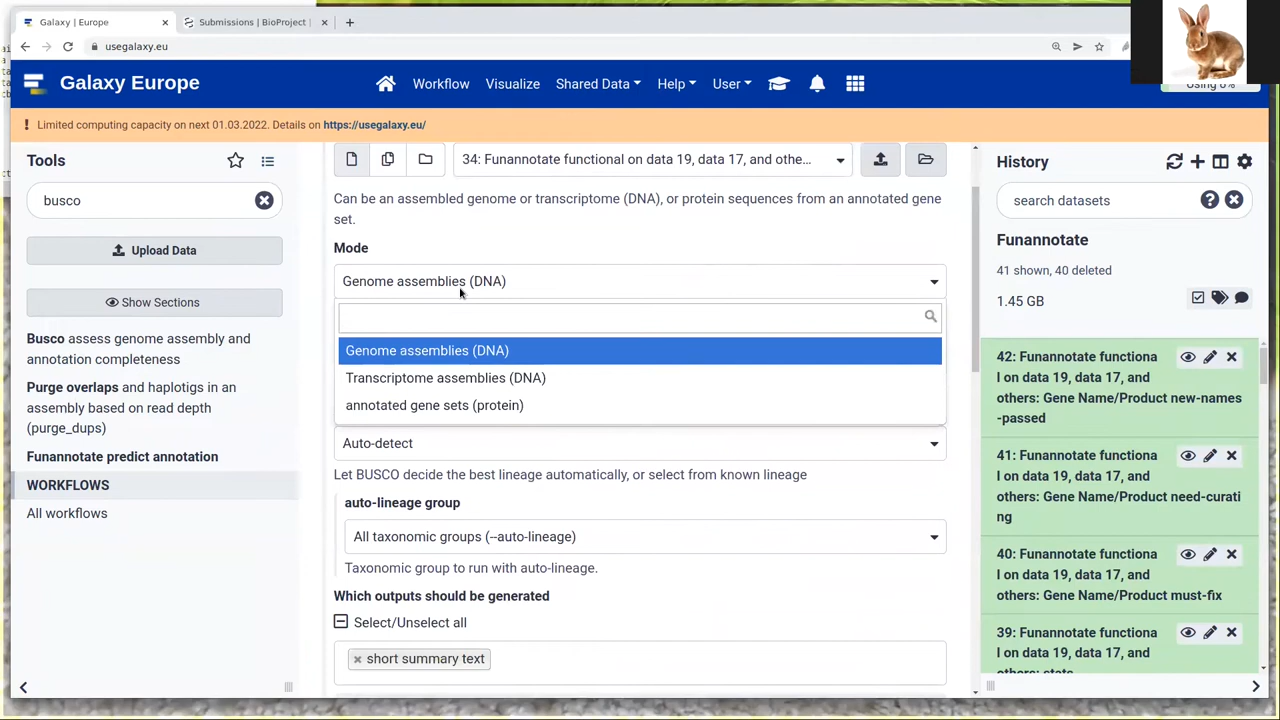 Galaxy | Europe
Submissions | BioProject |
usegalaxy.eu
Galaxy Europe
Workflow
Visualize
Shared Data
Help
User
Limited computing capacity on next 01.03.2022. Details on https://usegalaxy.eu/
Tools
busco
Upload Data
Show Sections
Busco assess genome assembly and
annotation completeness
Purge overlaps and haplotigs in an
assembly based on read depth
(purge_dups)
Funannotate predict annotation
WORKFLOWS
All workflows
34: Funannotate functional on data 19, data 17, and othe...
Can be an assembled genome or transcriptome (DNA), or protein sequences from an annotated gene
set.
Mode
Genome assemblies (DNA)
Genome assemblies (DNA)
Transcriptome assemblies (DNA)
annotated gene sets (protein)
Auto-detect
Let BUSCO decide the best lineage automatically, or select from known lineage
auto-lineage group
All taxonomic groups (--auto-lineage)
Taxonomic group to run with auto-lineage.
Which outputs should be generated
Select/Unselect all
short summary text
History
search datasets
Funannotate
41 shown, 40 deleted
1.45 GB
42: Funannotate functiona
l on data 19, data 17, and
others: Gene Name/Product new-names
-passed
41: Funannotate functiona
l on data 19, data 17, and
others: Gene Name/Product need-curati
ng
40: Funannotate functiona
l on data 19, data 17, and
others: Gene Name/Product must-fix
39: Funannotate functiona
l on data 19, data 17, and
others: stats